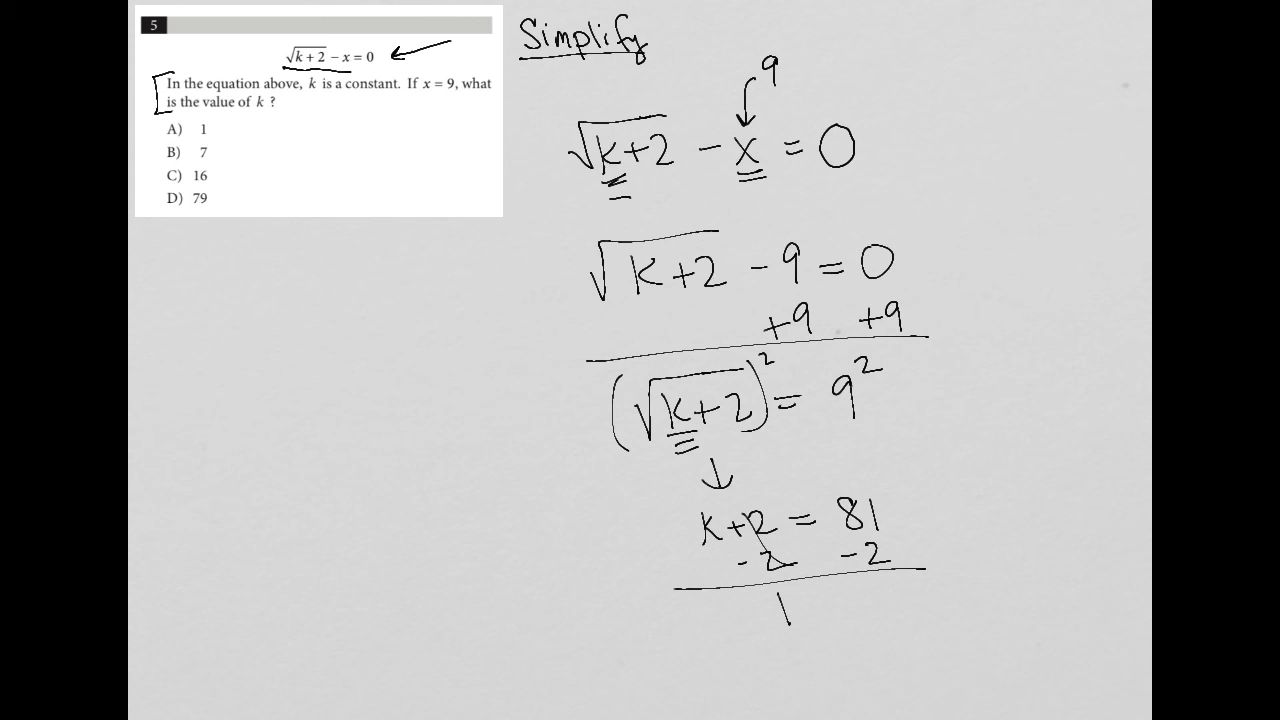 5
√k + 2 − x = 0
In the equation above, k is a constant. If x = 9, what
is the value of k ?
A) 1
B) 7
C) 16
D) 79
Simplify
9
√k+2 - x = 0
√k+2 - 9 = 0
+9 +9
(√k+2)² = 9²
k+2 = 81
-2 -2